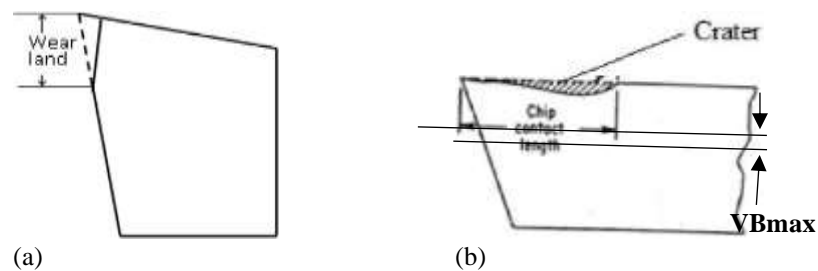 Wear
land
(a)
Crater
Chip
contact
length
VBmax
(b)